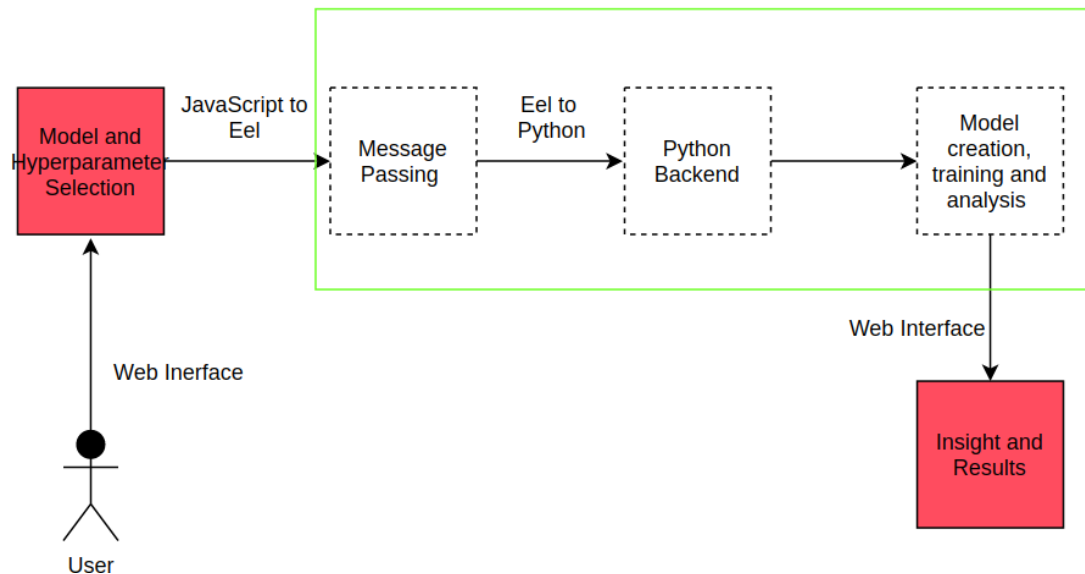 JavaScript to
Eel
Eel to
Python
Model and
Hyperparameter
Selection
Message
Passing
Python
Backend
Model
creation,
training and
analysis
Web Interface
Web Inerface
Insight and
Results
User